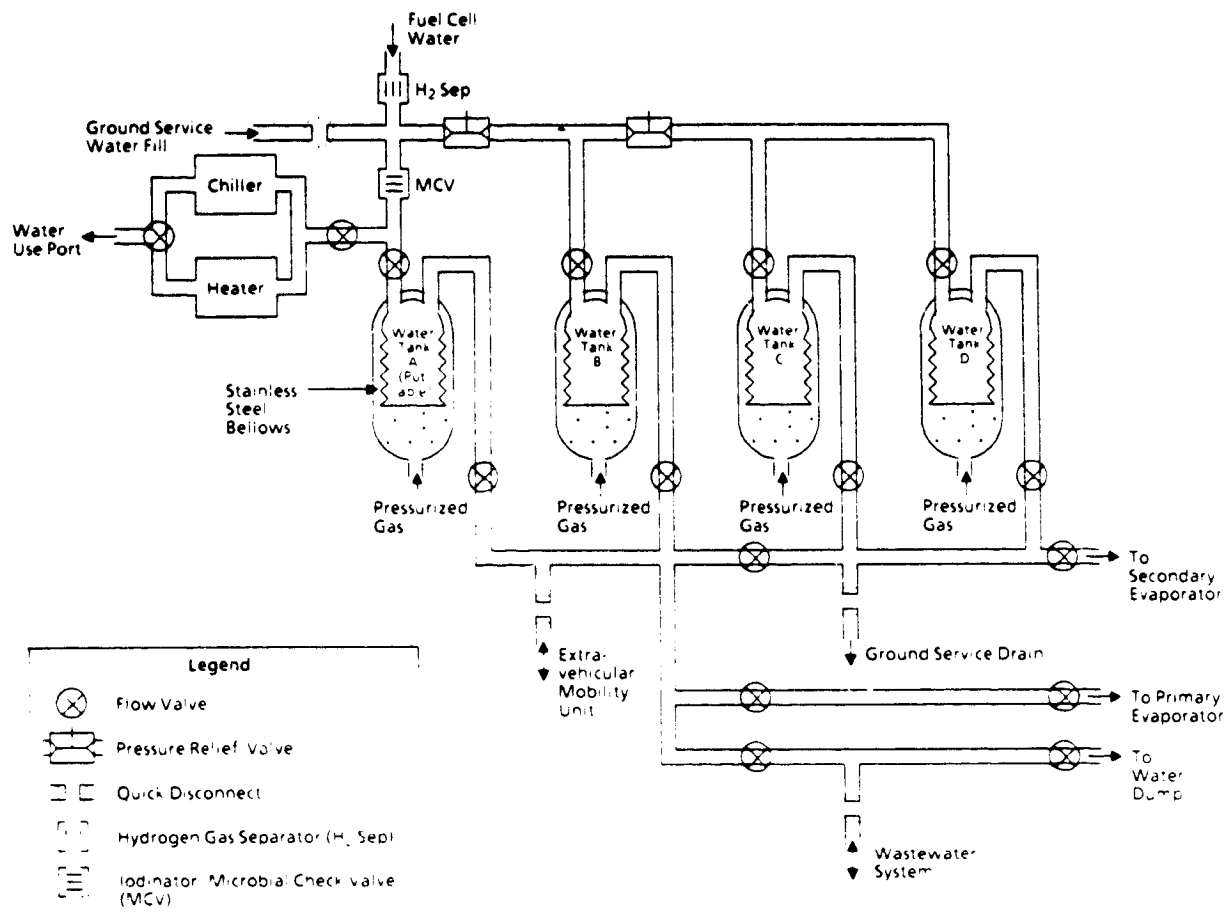 Fuel Cell
Water
H2 Sep
Ground Service
Water Fill
Chiller
MCV
Water
Use Port
Heater
Water
Tank
A
(Pot
able)
Water
Tank
B
Water
Tank
C
Water
Tank
D
Stainless
Steel
Bellows
Pressurized
Gas
Pressurized
Gas
Pressurized
Gas
Pressurized
Gas
To
Secondary
Evaporator
Extra-
vehicular
Mobility
Unit
Ground Service Drain
To Primary
Evaporator
To
Water
Dump
Wastewater
System
Legend
Flow Valve
Pressure Relief Valve
Quick Disconnect
Hydrogen Gas Separator (H2 Sep)
Iodinator Microbial Check Valve
(MCV)